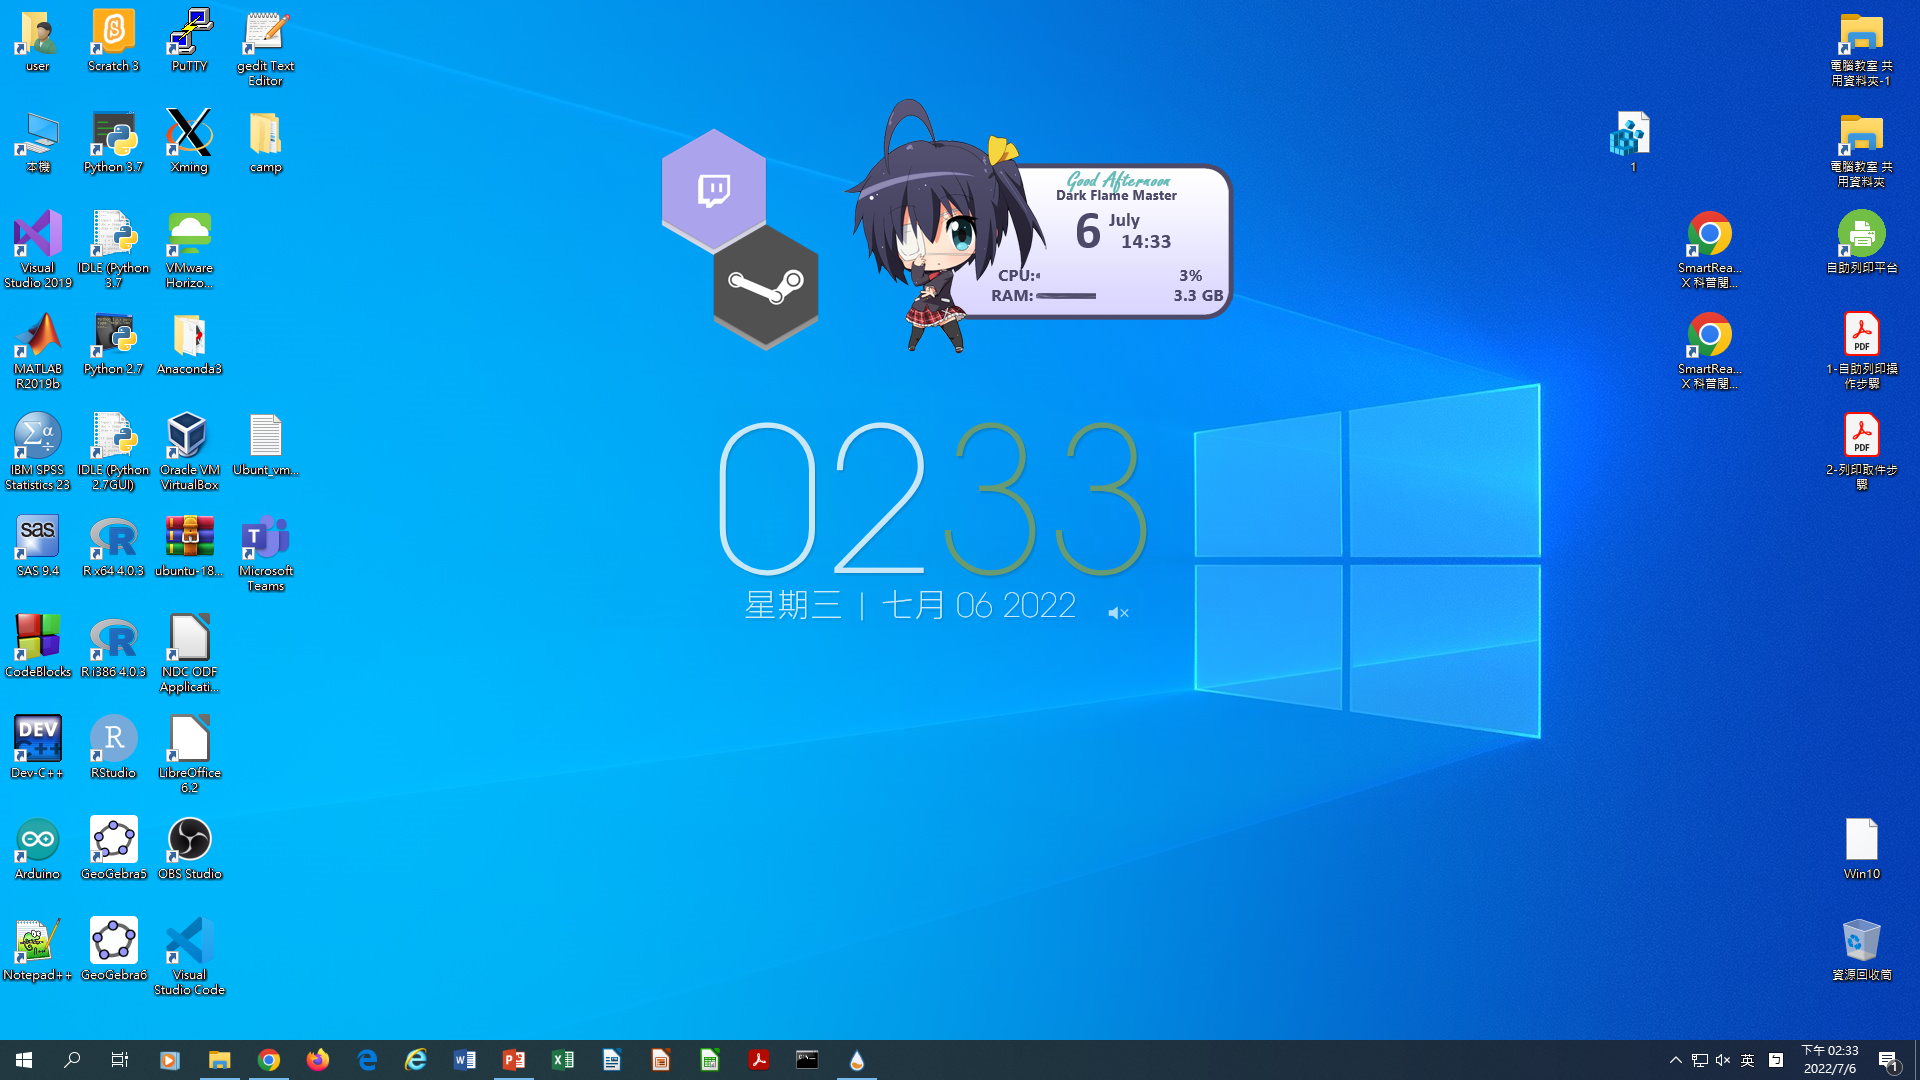 user
Scratch 3
PuTTY
gedit Text
Editor
本機
Python 3.7
Xming
camp
Visual
Studio 2019
IDLE (Python
3.7
VMware
Horizo...
MATLAB
R2019b
Python 2.7
Anaconda3
IBM SPSS
Statistics 23
IDLE (Python
2.7GUI)
Oracle VM
VirtualBox
Ubunt_vm...
SAS 9.4
R x64 4.0.3
ubuntu-18...
Microsoft
Teams
CodeBlocks
R i386 4.0.3
NDC ODF
Applicati...
Dev-C++
RStudio
LibreOffice
6.2
Arduino
GeoGebra5
OBS Studio
Notepad++
GeoGebra6
Visual
Studio Code
Good Afternoon
Dark Flame Master
6 July
14:33
CPU: 3%
RAM: 3.3 GB
0233
星期三 | 七月 06 2022
電腦教室 共
用資料夾-1
1
電腦教室 共
用資料夾
SmartRea...
X 科普閱...
自助列印平台
SmartRea...
X 科普閱...
1-自助列印操
作步驟
2-列印取件步
驟
Win10
資源回收筒
英
下午 02:33
2022/7/6
1